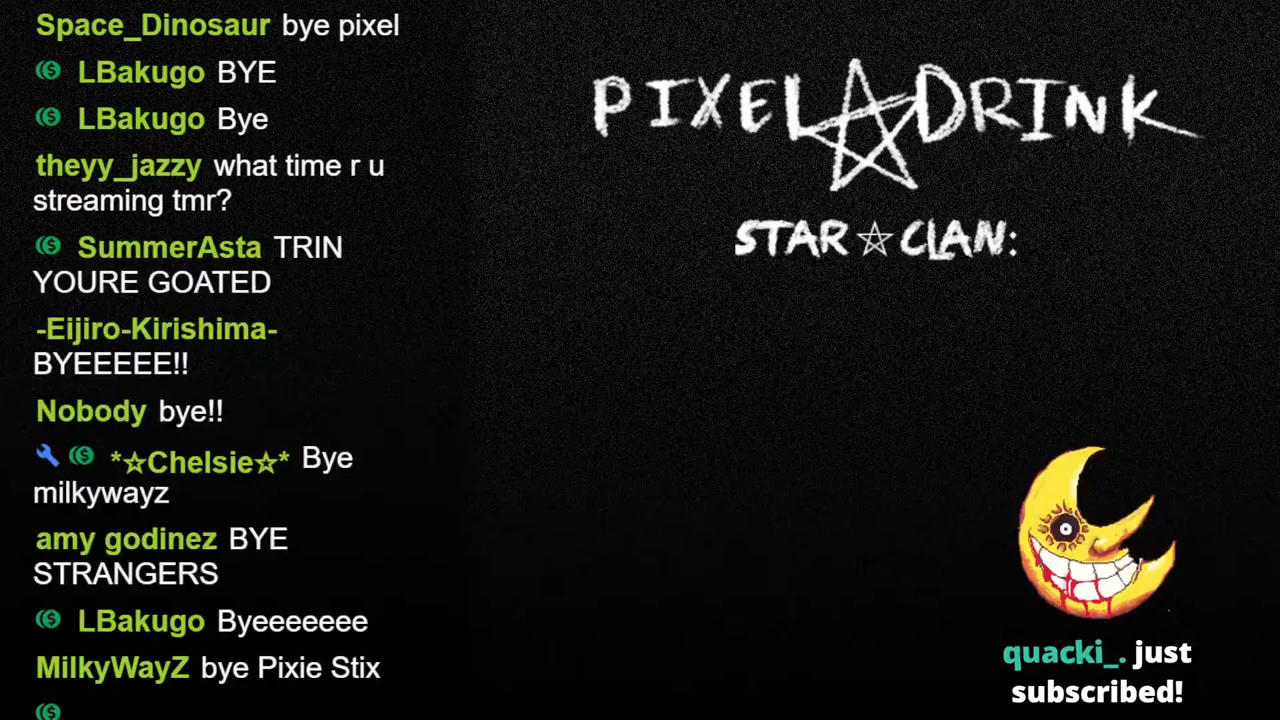 Space_Dinosaur bye pixel
LBakugo BYE
LBakugo Bye
theyy_jazzy what time r u
streaming tmr?
SummerAsta TRIN
YOURE GOATED
-Eijiro-Kirishima-
BYEEEEE!!
Nobody bye!!
*☆Chelsie☆* Bye
milkywayz
amy godinez BYE
STRANGERS
LBakugo Byeeeeeee
MilkyWayZ bye Pixie Stix
PIXEL DRINK
STAR☆CLAN:
quacki_. just
subscribed!